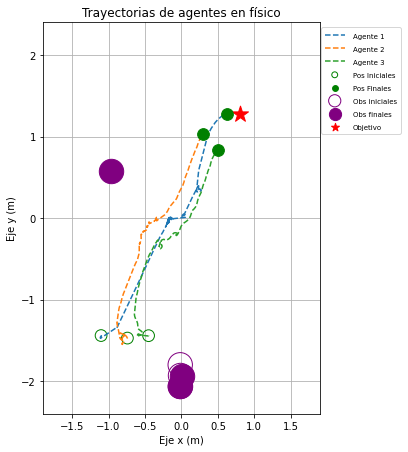 Trayectorias de agentes en físico
Agente 1
Agente 2
Agente 3
Pos Iniciales
Pos Finales
Obs iniciales
Obs finales
Objetivo
2
1
0
−1
−2
Eje y (m)
−1.5
−1.0
−0.5
0.0
0.5
1.0
1.5
Eje x (m)